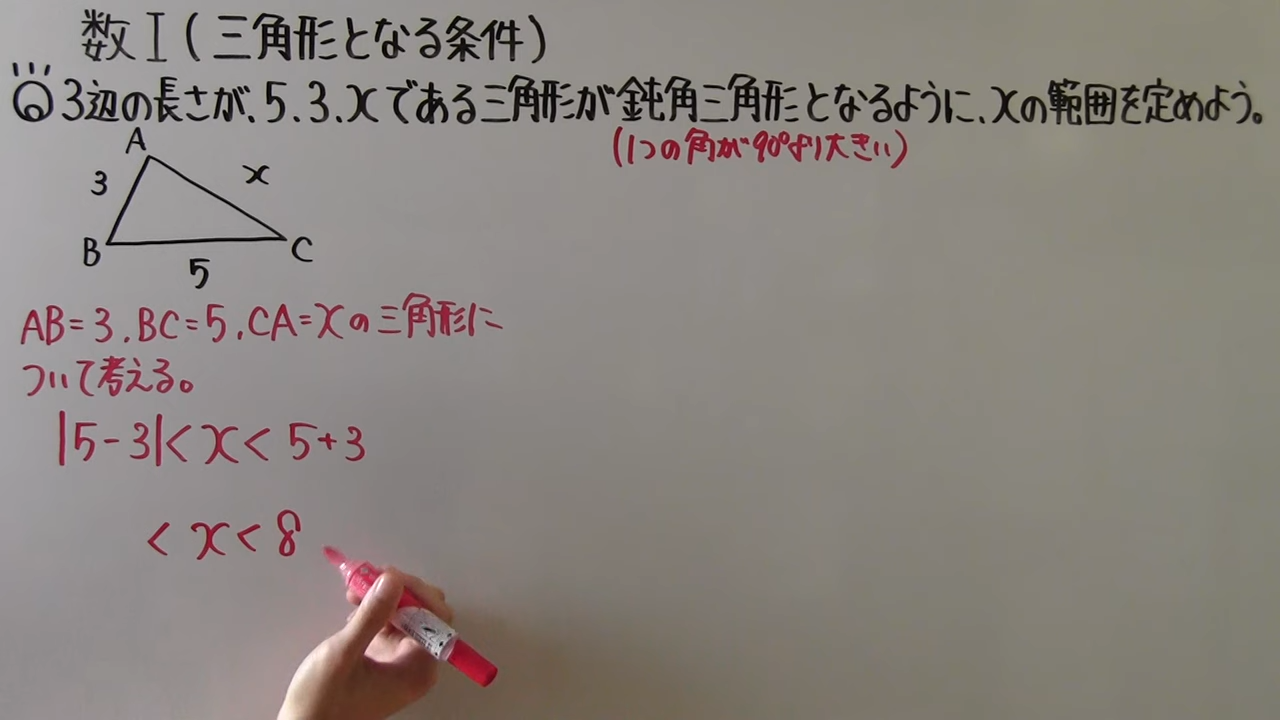 数Ⅰ(三角形となる条件)
◎3辺の長さが、5、3、xである三角形が鈍角三角形となるように、xの範囲を定めよう。
(1つの角が90°より大きい)
A
3
x
B
C
5
AB=3、BC=5、CA=xの三角形に
ついて考える。
|5-3|<x<5+3
<x<8